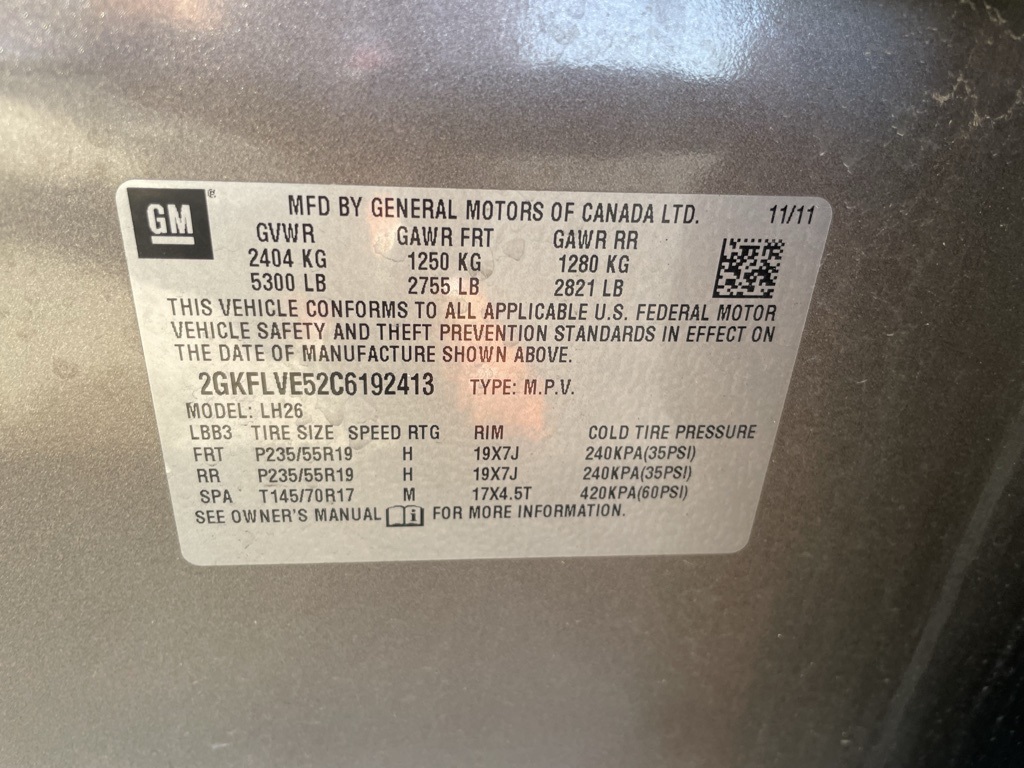 GM ®
MFD BY GENERAL MOTORS OF CANADA LTD. 11/11
GVWR GAWR FRT GAWR RR
2404 KG 1250 KG 1280 KG
5300 LB 2755 LB 2821 LB
THIS VEHICLE CONFORMS TO ALL APPLICABLE U.S. FEDERAL MOTOR
VEHICLE SAFETY AND THEFT PREVENTION STANDARDS IN EFFECT ON
THE DATE OF MANUFACTURE SHOWN ABOVE.
2GKFLVE52C6192413 TYPE: M.P.V.
MODEL: LH26
LBB3 TIRE SIZE SPEED RTG RIM COLD TIRE PRESSURE
FRT P235/55R19 H 19X7J 240KPA(35PSI)
RR P235/55R19 H 19X7J 240KPA(35PSI)
SPA T145/70R17 M 17X4.5T 420KPA(60PSI)
SEE OWNER'S MANUAL i FOR MORE INFORMATION.